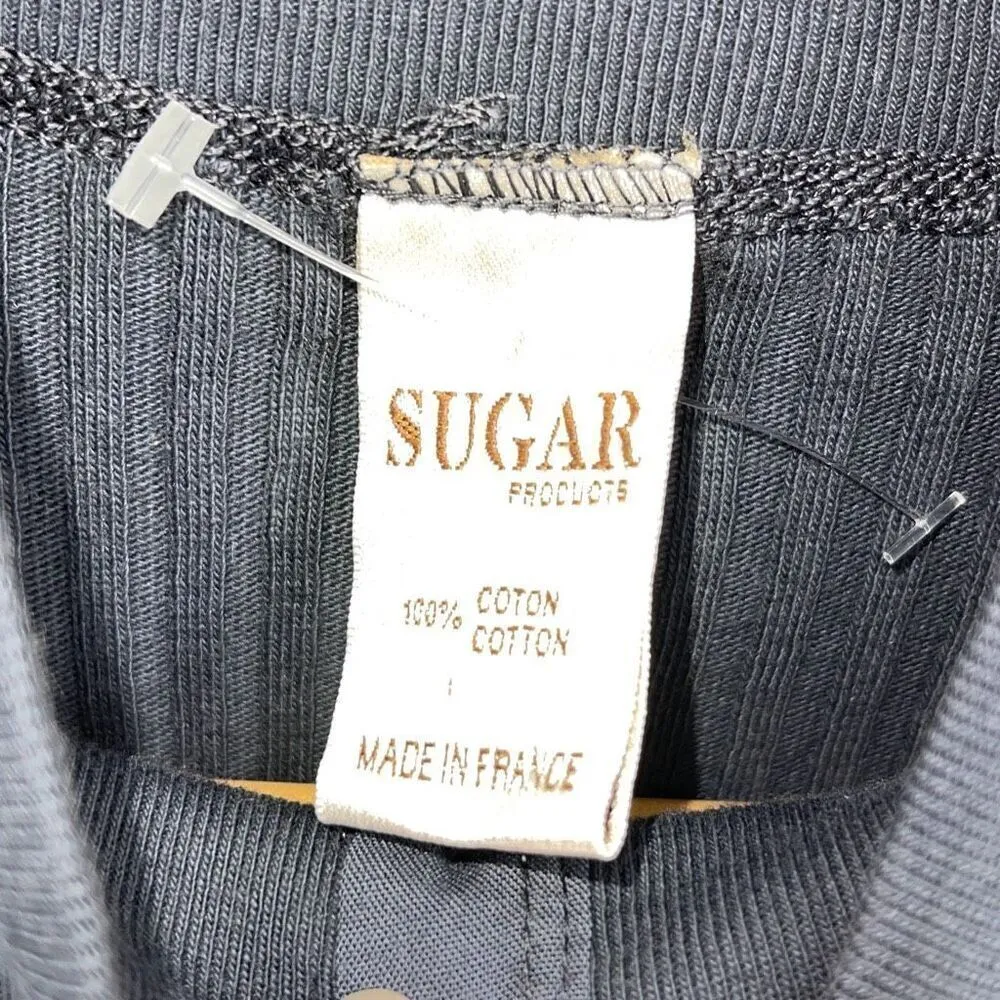 SUGAR
PRODUCTS
100% COTON
COTTON
MADE IN FRANCE